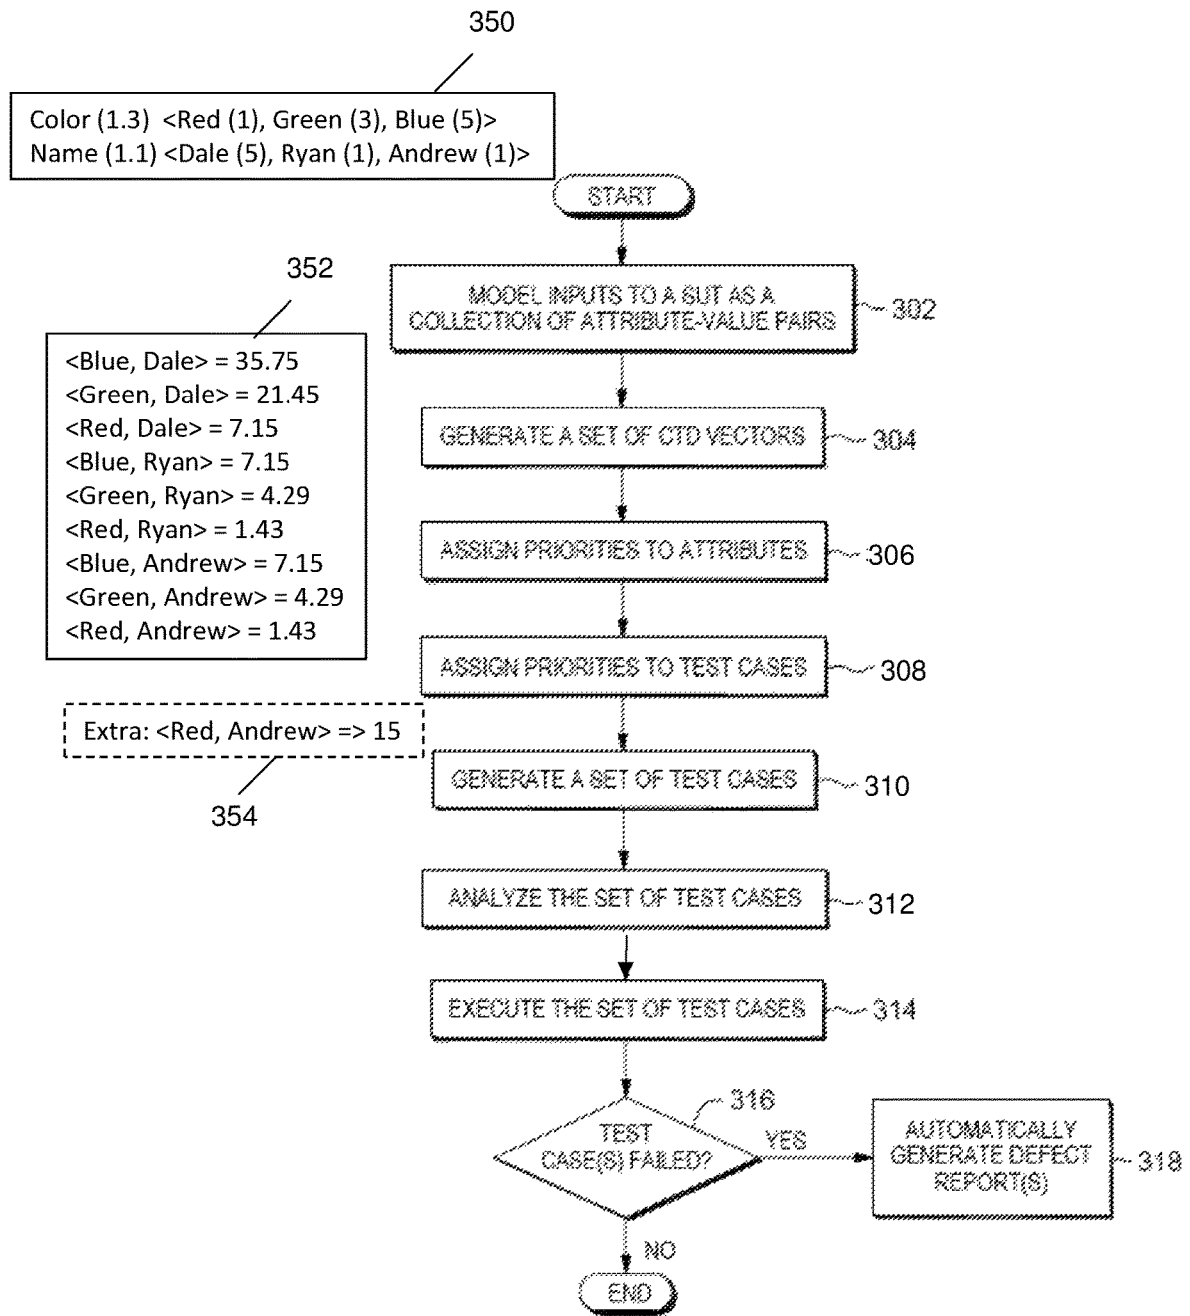 350
Color (1.3) <Red (1), Green (3), Blue (5)>
Name (1.1) <Dale (5), Ryan (1), Andrew (1)>
START
352
MODEL INPUTS TO A SUT AS A
COLLECTION OF ATTRIBUTE-VALUE PAIRS
302
<Blue, Dale> = 35.75
<Green, Dale> = 21.45
<Red, Dale> = 7.15
<Blue, Ryan> = 7.15
<Green, Ryan> = 4.29
<Red, Ryan> = 1.43
<Blue, Andrew> = 7.15
<Green, Andrew> = 4.29
<Red, Andrew> = 1.43
GENERATE A SET OF CTD VECTORS
304
ASSIGN PRIORITIES TO ATTRIBUTES
306
ASSIGN PRIORITIES TO TEST CASES
308
Extra: <Red, Andrew> => 15
354
GENERATE A SET OF TEST CASES
310
ANALYZE THE SET OF TEST CASES
312
EXECUTE THE SET OF TEST CASES
314
316
TEST
CASE(S) FAILED?
YES
AUTOMATICALLY
GENERATE DEFECT
REPORT(S)
318
NO
END